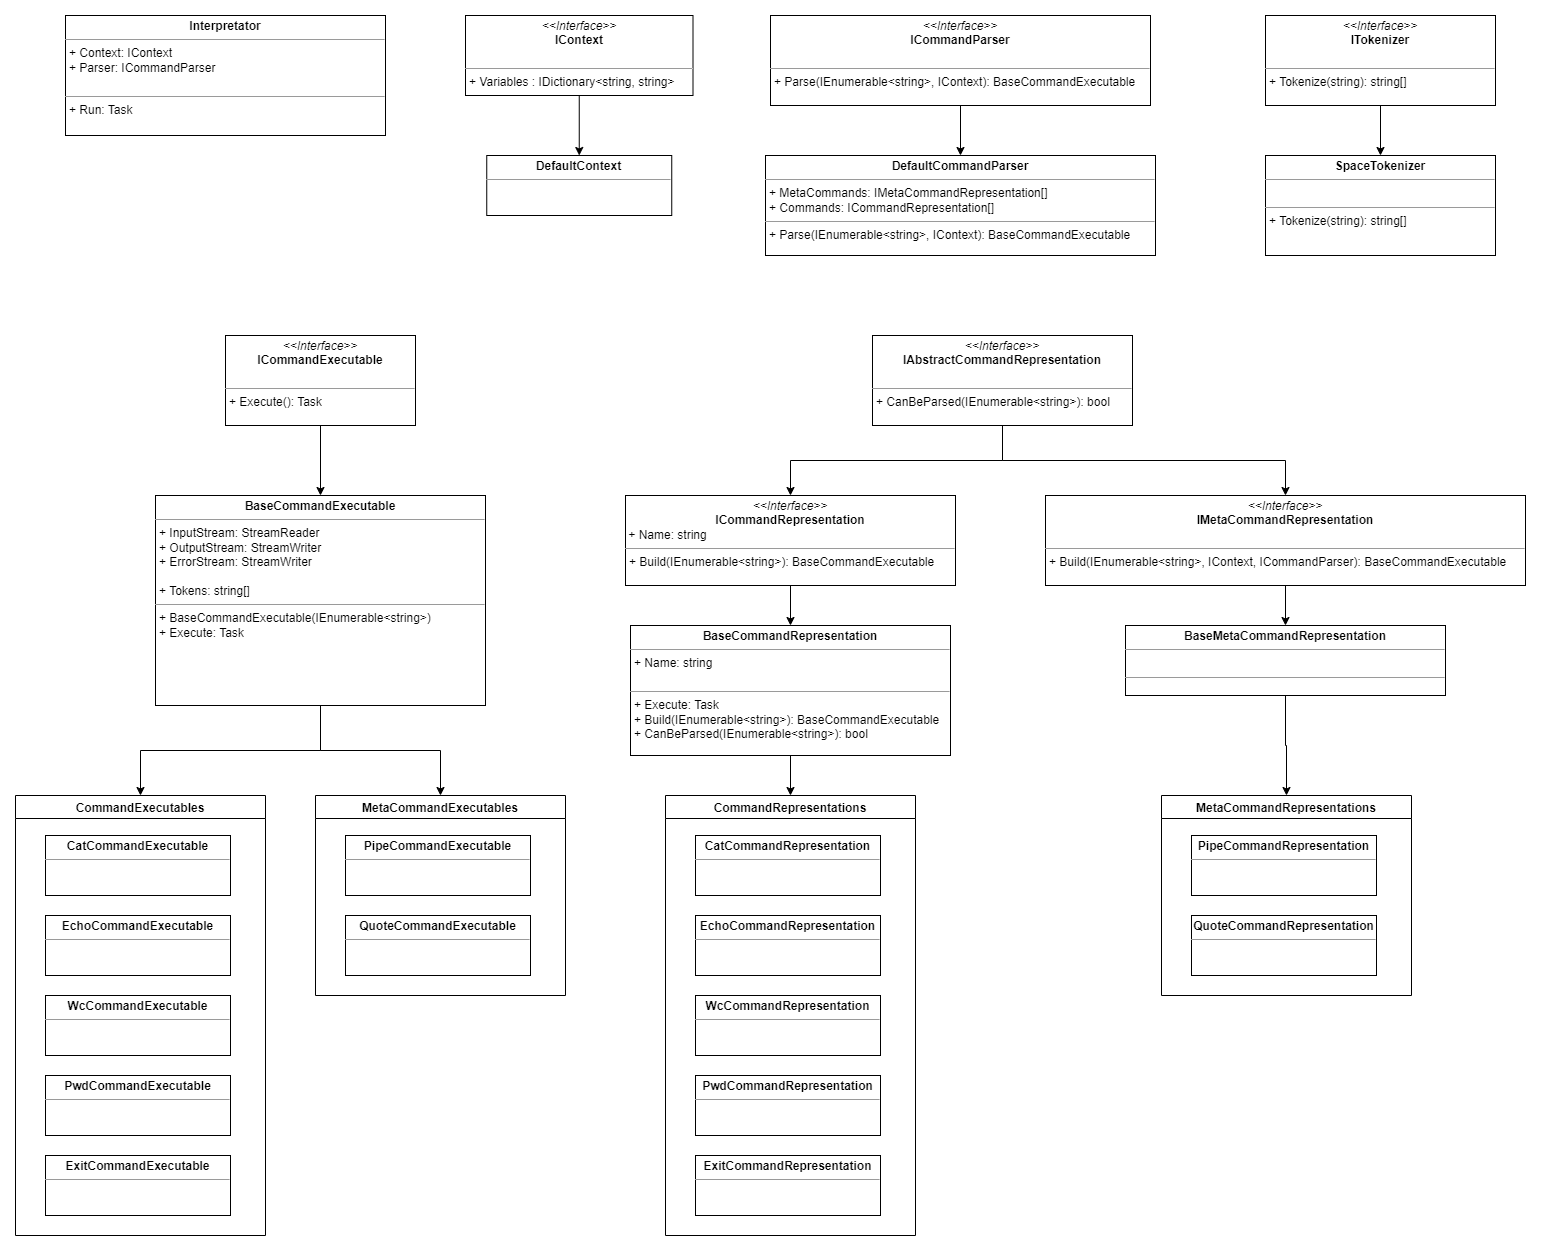 Interpretator
+ Context: IContext
+ Parser: ICommandParser
+ Run: Task
<<Interface>>
IContext
+ Variables : IDictionary<string, string>
DefaultContext
<<Interface>>
ICommandParser
+ Parse(IEnumerable<string>, IContext): BaseCommandExecutable
DefaultCommandParser
+ MetaCommands: IMetaCommandRepresentation[]
+ Commands: ICommandRepresentation[]
+ Parse(IEnumerable<string>, IContext): BaseCommandExecutable
<<Interface>>
ITokenizer
+ Tokenize(string): string[]
SpaceTokenizer
+ Tokenize(string): string[]
<<Interface>>
ICommandExecutable
+ Execute(): Task
BaseCommandExecutable
+ InputStream: StreamReader
+ OutputStream: StreamWriter
+ ErrorStream: StreamWriter
+ Tokens: string[]
+ BaseCommandExecutable(IEnumerable<string>)
+ Execute: Task
CommandExecutables
CatCommandExecutable
EchoCommandExecutable
WcCommandExecutable
PwdCommandExecutable
ExitCommandExecutable
MetaCommandExecutables
PipeCommandExecutable
QuoteCommandExecutable
<<Interface>>
IAbstractCommandRepresentation
+ CanBeParsed(IEnumerable<string>): bool
<<Interface>>
ICommandRepresentation
+ Name: string
+ Build(IEnumerable<string>): BaseCommandExecutable
BaseCommandRepresentation
+ Name: string
+ Execute: Task
+ Build(IEnumerable<string>): BaseCommandExecutable
+ CanBeParsed(IEnumerable<string>): bool
CommandRepresentations
CatCommandRepresentation
EchoCommandRepresentation
WcCommandRepresentation
PwdCommandRepresentation
ExitCommandRepresentation
<<Interface>>
IMetaCommandRepresentation
+ Build(IEnumerable<string>, IContext, ICommandParser): BaseCommandExecutable
BaseMetaCommandRepresentation
MetaCommandRepresentations
PipeCommandRepresentation
QuoteCommandRepresentation